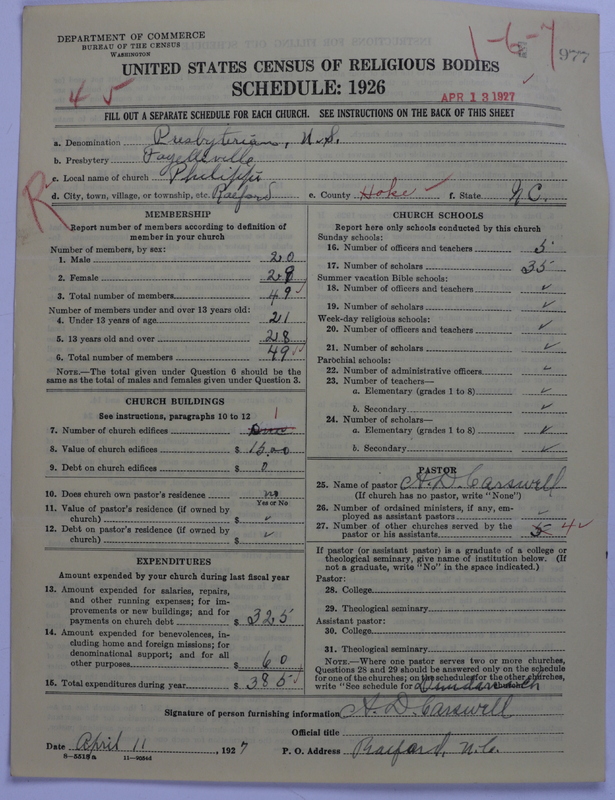 DEPARTMENT OF COMMERCE
BUREAU OF THE CENSUS
WASHINGTON
1-6-7
977
UNITED STATES CENSUS OF RELIGIOUS BODIES
SCHEDULE: 1926
4 5
APR 13 1927
FILL OUT A SEPARATE SCHEDULE FOR EACH CHURCH. SEE INSTRUCTIONS ON THE BACK OF THIS SHEET
a. Denomination Presbyterian, U.S.
b. Presbytery Fayetteville
c. Local name of church Philippi
d. City, town, village, or township, etc. Raeford e. County Hoke f. State N.C.
R
MEMBERSHIP
Report number of members according to definition of member in your church
Number of members, by sex:
1. Male 20
2. Female 29
3. Total number of members 49
Number of members under and over 13 years old:
4. Under 13 years of age 21
5. 13 years old and over 28
6. Total number of members 49
NOTE.—The total given under Question 6 should be the same as the total of males and females given under Question 3.
CHURCH BUILDINGS
See instructions, paragraphs 10 to 12
7. Number of church edifices One 1
8. Value of church edifices $ 1500
9. Debt on church edifices $ 0
10. Does church own pastor's residence no
Yes or No
11. Value of pastor's residence (if owned by church) $ ✓
12. Debt on pastor's residence (if owned by church) $ ✓
EXPENDITURES
Amount expended by your church during last fiscal year
13. Amount expended for salaries, repairs, and other running expenses; for improvements or new buildings; and for payments on church debt $ 325
14. Amount expended for benevolences, including home and foreign missions; for denominational support; and for all other purposes $ 60
15. Total expenditures during year $ 385
CHURCH SCHOOLS
Report here only schools conducted by this church
Sunday schools:
16. Number of officers and teachers 5
17. Number of scholars 35
Summer vacation Bible schools:
18. Number of officers and teachers ✓
19. Number of scholars ✓
Week-day religious schools:
20. Number of officers and teachers ✓
21. Number of scholars ✓
Parochial schools:
22. Number of administrative officers ✓
23. Number of teachers—
a. Elementary (grades 1 to 8) ✓
b. Secondary ✓
24. Number of scholars—
a. Elementary (grades 1 to 8) ✓
b. Secondary ✓
PASTOR
25. Name of pastor A. D. Carswell
(If church has no pastor, write "None")
26. Number of ordained ministers, if any, employed as assistant pastors ✓
27. Number of other churches served by the pastor or his assistants 5 4
If pastor (or assistant pastor) is a graduate of a college or theological seminary, give name of institution below. (If not a graduate, write "No" in the space indicated.)
Pastor:
28. College
29. Theological seminary
Assistant pastor:
30. College
31. Theological seminary
NOTE.—Where one pastor serves two or more churches, Questions 28 and 29 should be answered only on the schedule for one of the churches; on the schedules for the other churches, write "See schedule for Dundarrach church."
Signature of person furnishing information A. D. Carswell
Official title
Date April 11, 1927 P. O. Address Raeford, N.C.